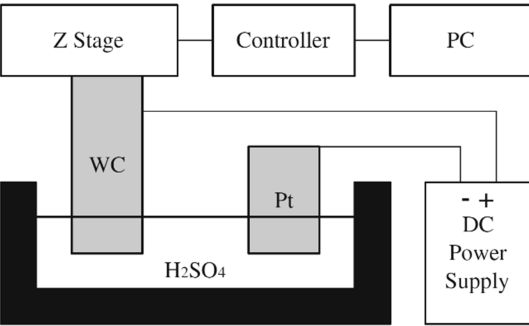 Z Stage
Controller
PC
WC
Pt
H₂SO₄
- +
DC
Power
Supply